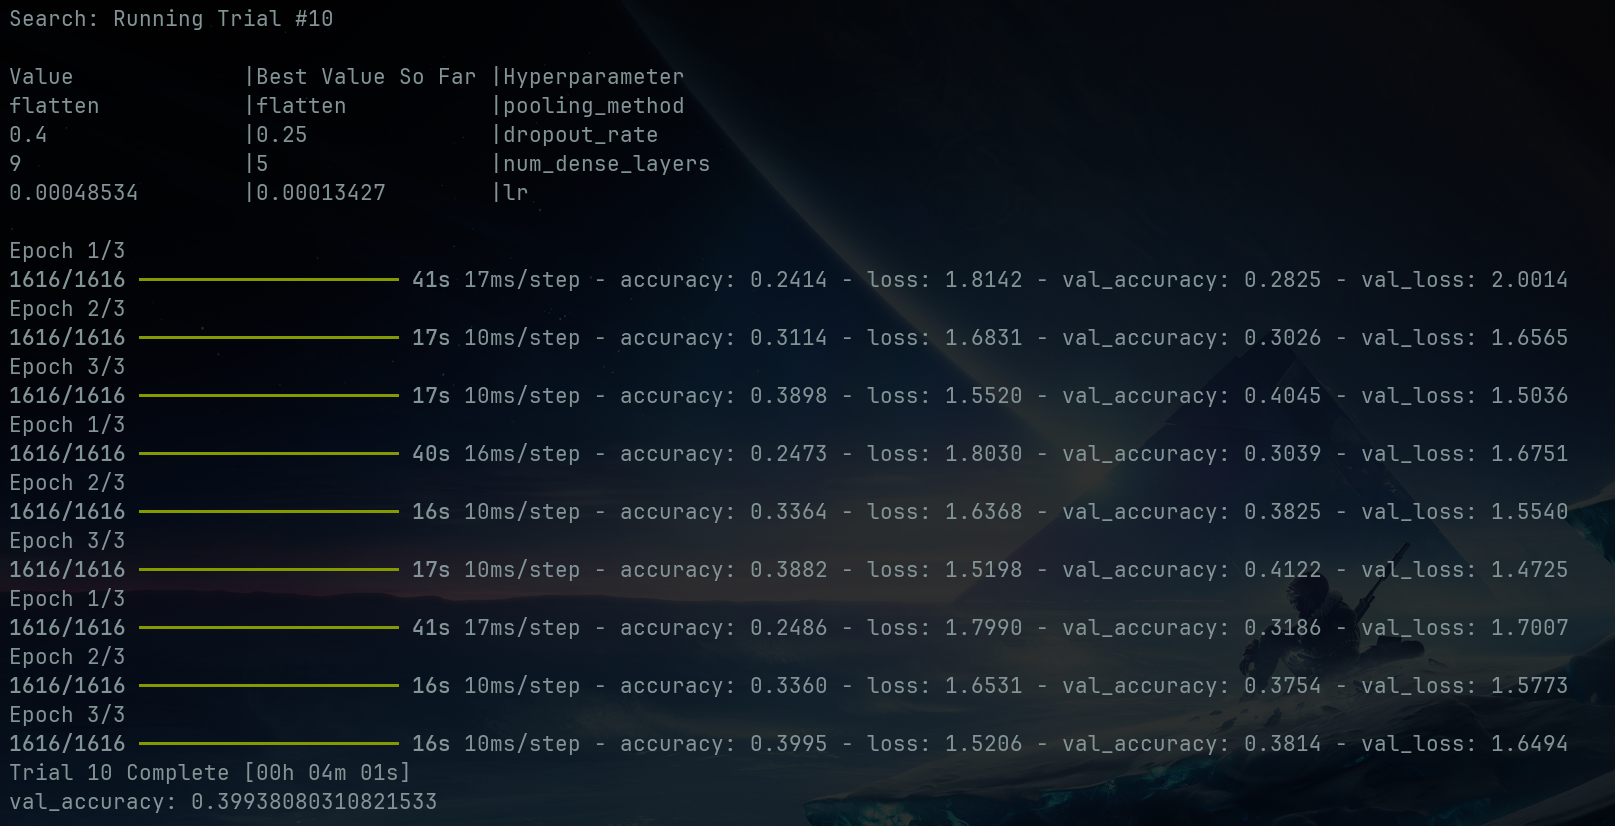 Search: Running Trial #10
Value |Best Value So Far |Hyperparameter
flatten |flatten |pooling_method
0.4 |0.25 |dropout_rate
9 |5 |num_dense_layers
0.00048534 |0.00013427 |lr
Epoch 1/3
1616/1616 ━━━━━━━━━━━━━━━━━━━━ 41s 17ms/step - accuracy: 0.2414 - loss: 1.8142 - val_accuracy: 0.2825 - val_loss: 2.0014
Epoch 2/3
1616/1616 ━━━━━━━━━━━━━━━━━━━━ 17s 10ms/step - accuracy: 0.3114 - loss: 1.6831 - val_accuracy: 0.3026 - val_loss: 1.6565
Epoch 3/3
1616/1616 ━━━━━━━━━━━━━━━━━━━━ 17s 10ms/step - accuracy: 0.3898 - loss: 1.5520 - val_accuracy: 0.4045 - val_loss: 1.5036
Epoch 1/3
1616/1616 ━━━━━━━━━━━━━━━━━━━━ 40s 16ms/step - accuracy: 0.2473 - loss: 1.8030 - val_accuracy: 0.3039 - val_loss: 1.6751
Epoch 2/3
1616/1616 ━━━━━━━━━━━━━━━━━━━━ 16s 10ms/step - accuracy: 0.3364 - loss: 1.6368 - val_accuracy: 0.3825 - val_loss: 1.5540
Epoch 3/3
1616/1616 ━━━━━━━━━━━━━━━━━━━━ 17s 10ms/step - accuracy: 0.3882 - loss: 1.5198 - val_accuracy: 0.4122 - val_loss: 1.4725
Epoch 1/3
1616/1616 ━━━━━━━━━━━━━━━━━━━━ 41s 17ms/step - accuracy: 0.2486 - loss: 1.7990 - val_accuracy: 0.3186 - val_loss: 1.7007
Epoch 2/3
1616/1616 ━━━━━━━━━━━━━━━━━━━━ 16s 10ms/step - accuracy: 0.3360 - loss: 1.6531 - val_accuracy: 0.3754 - val_loss: 1.5773
Epoch 3/3
1616/1616 ━━━━━━━━━━━━━━━━━━━━ 16s 10ms/step - accuracy: 0.3995 - loss: 1.5206 - val_accuracy: 0.3814 - val_loss: 1.6494
Trial 10 Complete [00h 04m 01s]
val_accuracy: 0.39938080310821533